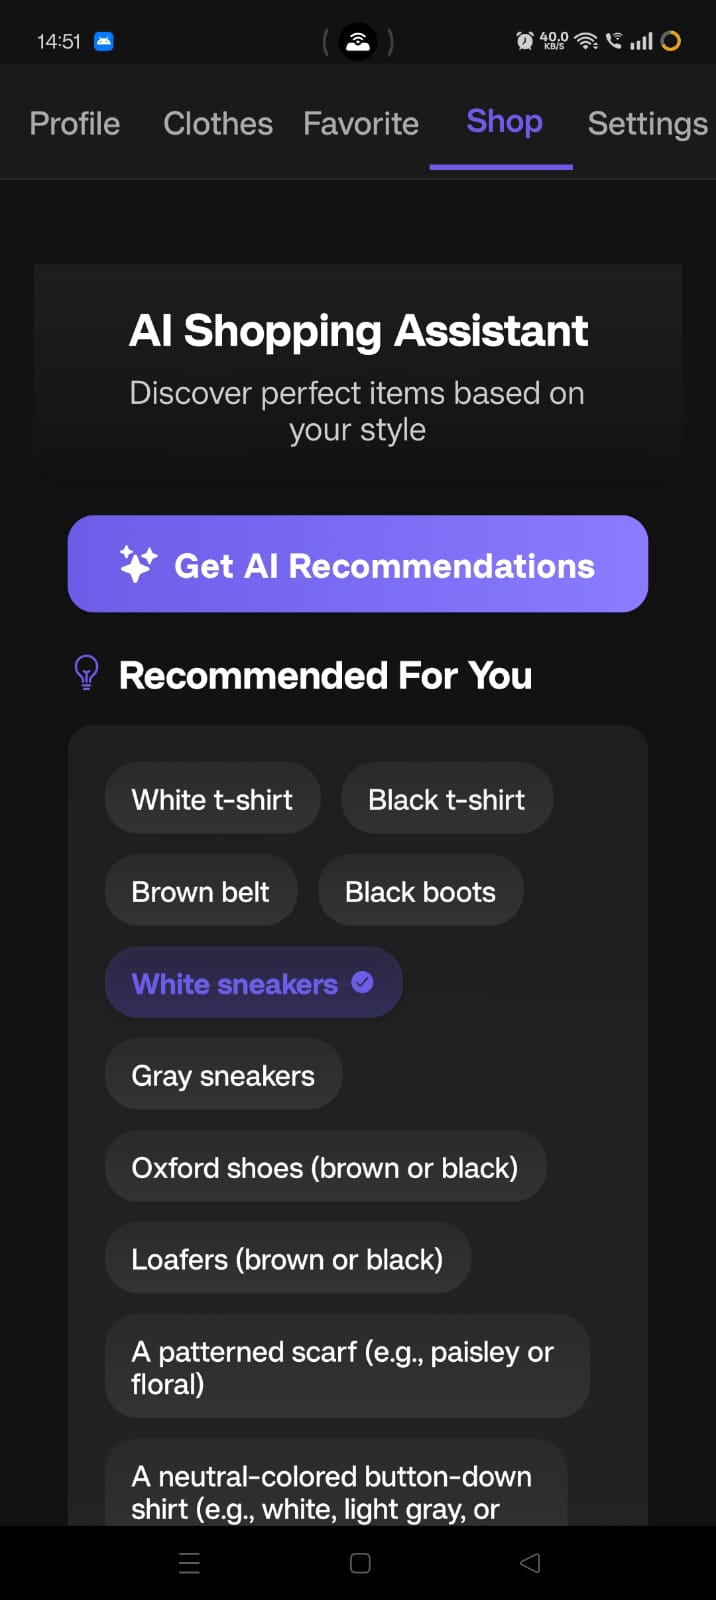 14:51
40.0
KB/S
Profile Clothes Favorite Shop Settings
AI Shopping Assistant
Discover perfect items based on
your style
Get AI Recommendations
Recommended For You
White t-shirt
Black t-shirt
Brown belt
Black boots
White sneakers
Gray sneakers
Oxford shoes (brown or black)
Loafers (brown or black)
A patterned scarf (e.g., paisley or
floral)
A neutral-colored button-down
shirt (e.g., white, light gray, or